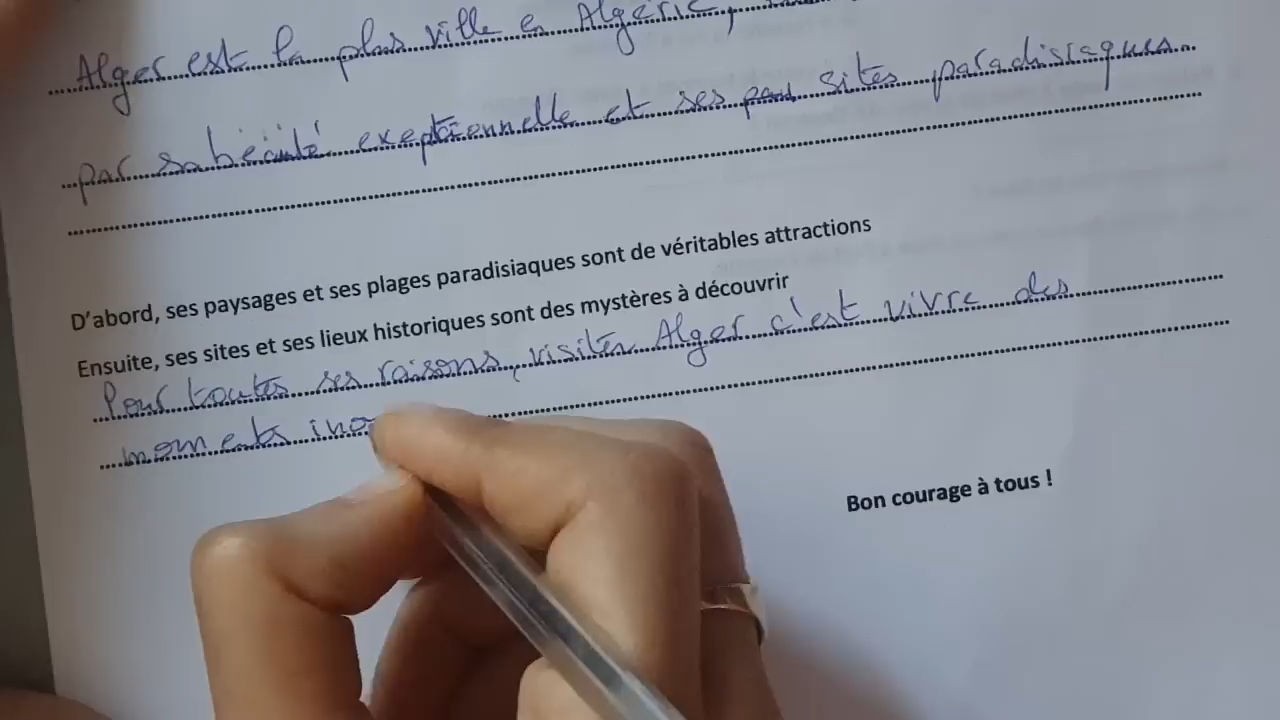 Alger est la plus ville en Algérie,
par sa béauté exeptionnelle et ses sites paradisiaques..
D'abord, ses paysages et ses plages paradisiaques sont de véritables attractions
Ensuite, ses sites et ses lieux historiques sont des mystères à découvrir
Pour toutes ses raisons, visiter Alger c'est vivre des
moments ino
Bon courage à tous !